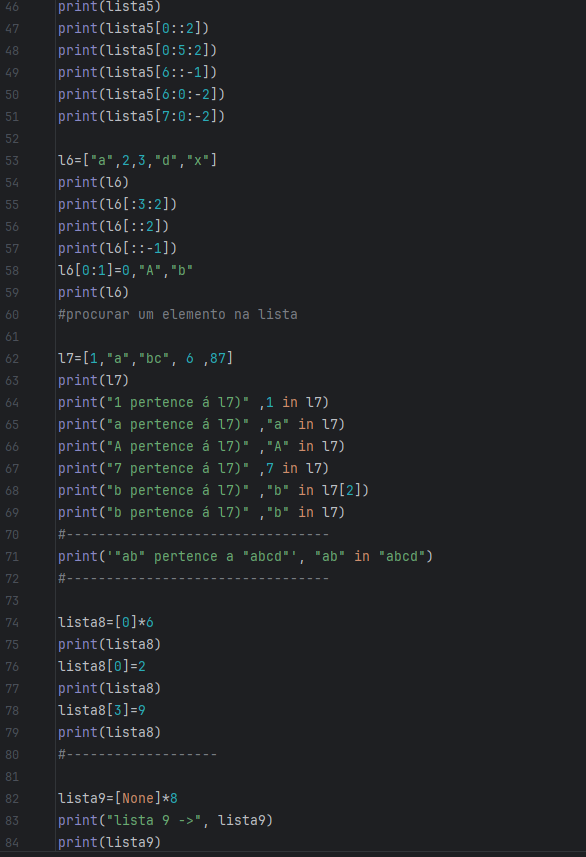 46 print(lista5)
47 print(lista5[0::2])
48 print(lista5[0:5:2])
49 print(lista5[6::-1])
50 print(lista5[6:0:-2])
51 print(lista5[7:0:-2])
52
53 l6=["a",2,3,"d","x"]
54 print(l6)
55 print(l6[:3:2])
56 print(l6[::2])
57 print(l6[::-1])
58 l6[0:1]=0,"A","b"
59 print(l6)
60 #procurar um elemento na lista
61
62 l7=[1,"a","bc", 6 ,87]
63 print(l7)
64 print("1 pertence á l7)" ,1 in l7)
65 print("a pertence á l7)" ,"a" in l7)
66 print("A pertence á l7)" ,"A" in l7)
67 print("7 pertence á l7)" ,7 in l7)
68 print("b pertence á l7)" ,"b" in l7[2])
69 print("b pertence á l7)" ,"b" in l7)
70 #---------------------------------
71 print('"ab" pertence a "abcd"', "ab" in "abcd")
72 #---------------------------------
73
74 lista8=[0]*6
75 print(lista8)
76 lista8[0]=2
77 print(lista8)
78 lista8[3]=9
79 print(lista8)
80 #-------------------
81
82 lista9=[None]*8
83 print("lista 9 ->", lista9)
84 print(lista9)